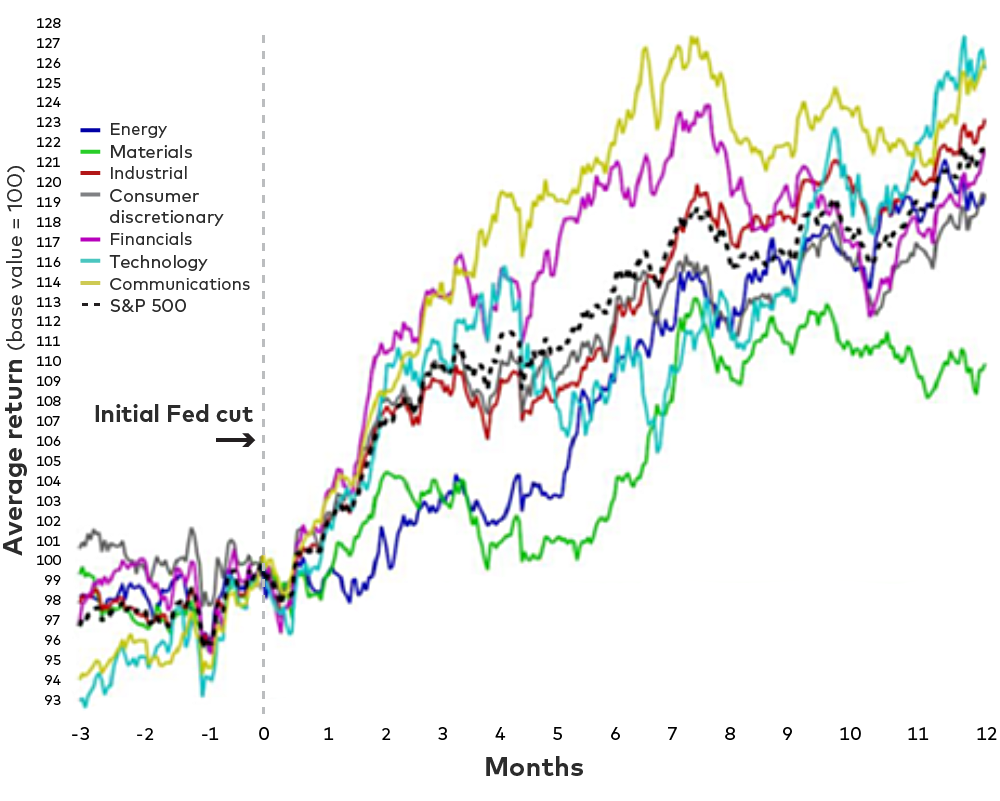 128
127
126
125
124
123
122
121
120
119
118
117
116
114
113
112
111
110
109
108
107
106
105
104
103
102
101
100
99
98
97
96
95
94
93
Average return (base value = 100)
Energy
Materials
Industrial
Consumer
discretionary
Financials
Technology
Communications
S&P 500
Initial Fed cut
-3 -2 -1 0 1 2 3 4 5 6 7 8 9 10 11 12
Months